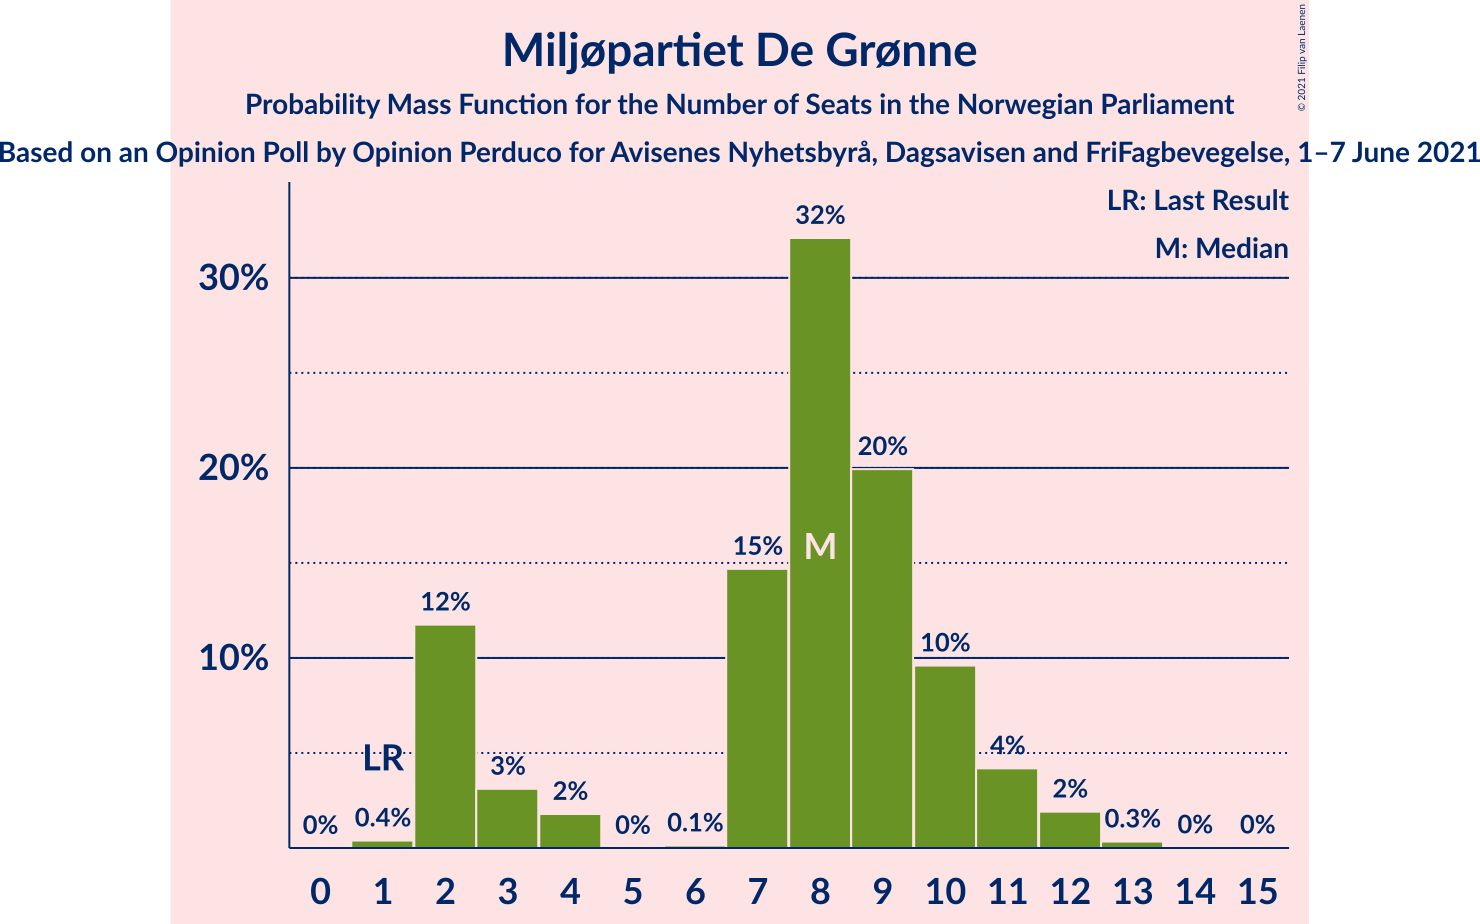 Miljøpartiet De Grønne
Probability Mass Function for the Number of Seats in the Norwegian Parliament
Based on an Opinion Poll by Opinion Perduco for Avisenes Nyhetsbyrå, Dagsavisen and FriFagbevegelse, 1–7 June 2021
© 2021 Filip van Laenen
LR: Last Result
M: Median
30%
20%
10%
0%
0.4%
LR
12%
3%
2%
0%
0.1%
15%
32%
M
20%
10%
4%
2%
0.3%
0%
0%
0 1 2 3 4 5 6 7 8 9 10 11 12 13 14 15